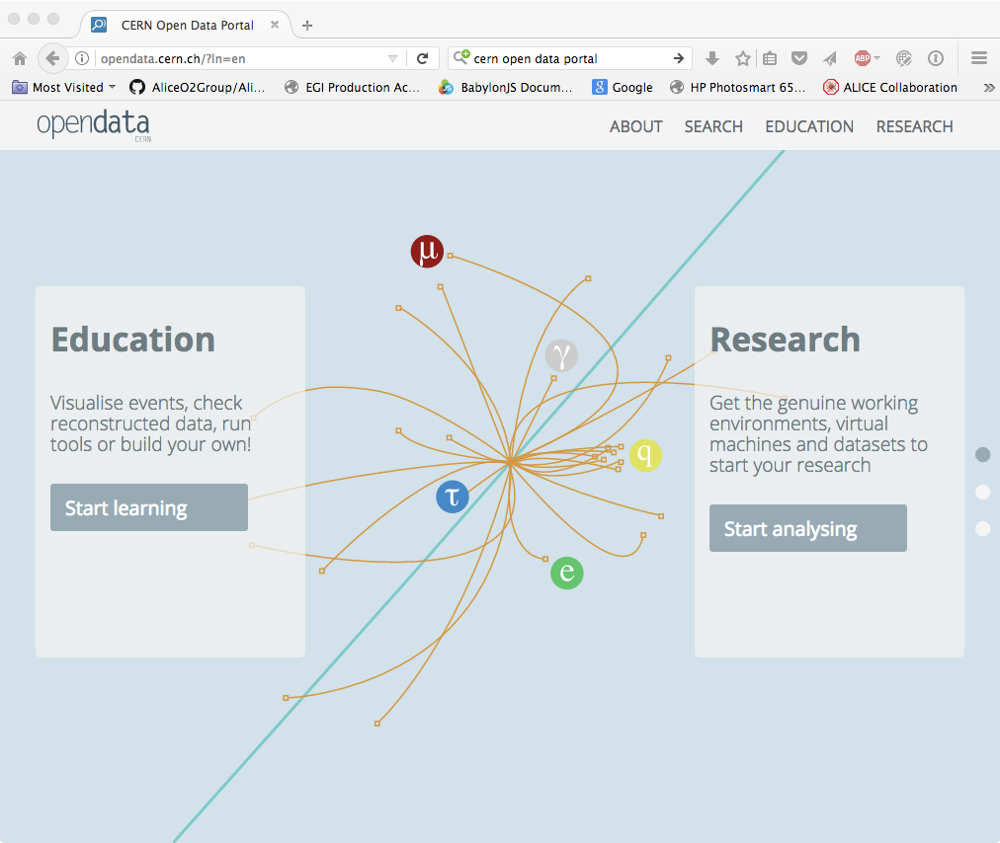 CERN Open Data Portal
opendata.cern.ch/?ln=en
cern open data portal
ABP
Most Visited
AliceO2Group/Ali...
EGI Production Ac...
BabylonJS Docum...
Google
HP Photosmart 65...
ALICE Collaboration
opendata
CERN
ABOUT SEARCH EDUCATION RESEARCH
μ
γ
q
τ
e
Education
Visualise events, check
reconstructed data, run
tools or build your own!
Start learning
Research
Get the genuine working
environments, virtual
machines and datasets to
start your research
Start analysing